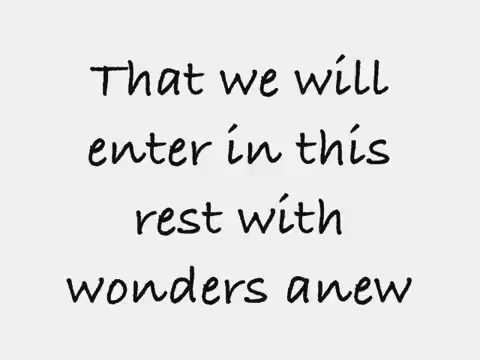 That we will
enter in this
rest with
wonders anew